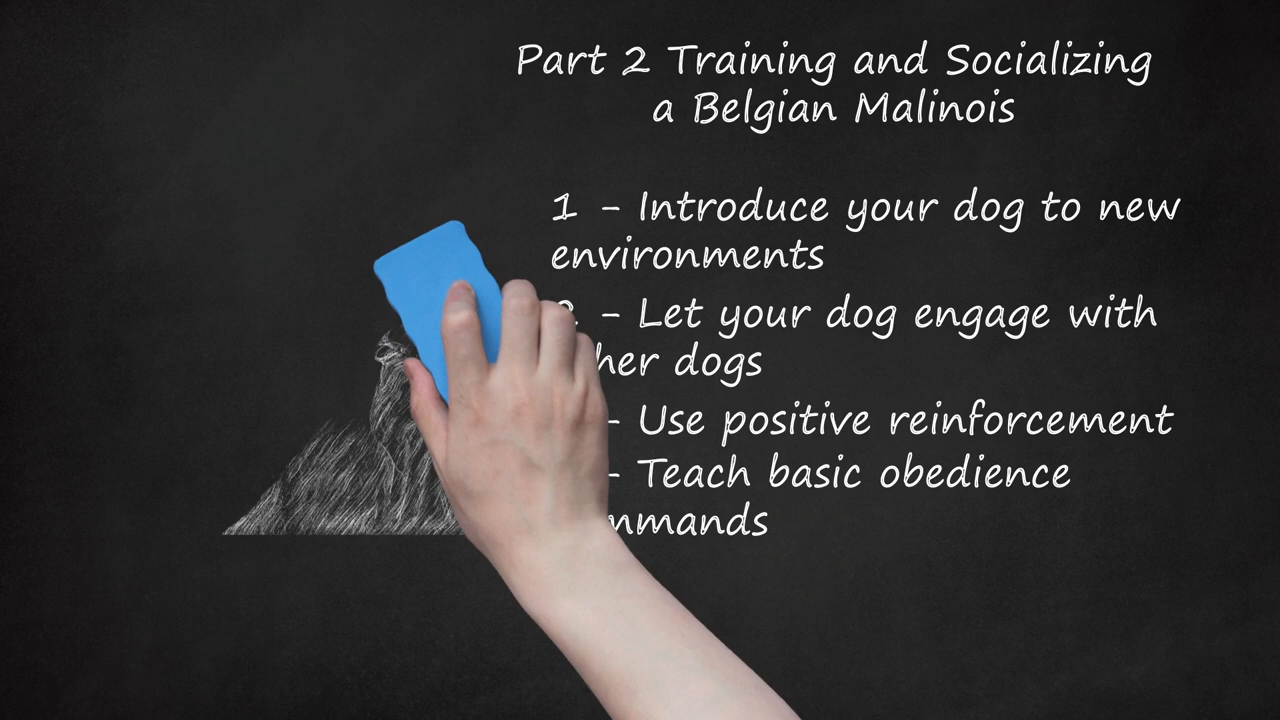 Part 2 Training and Socializing
a Belgian Malinois
1 - Introduce your dog to new
environments
- Let your dog engage with
dogs
- Use positive reinforcement
- Teach basic obedience